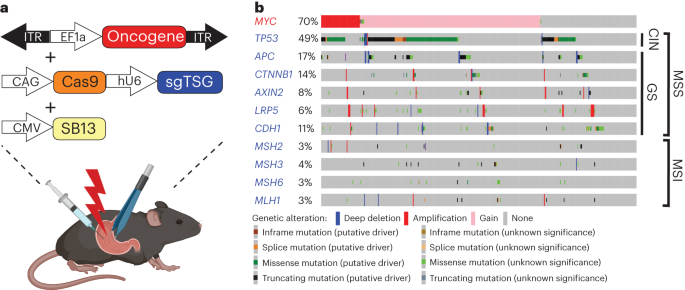 a
ITR EF1a Oncogene ITR
+
CAG Cas9 hU6 sgTSG
+
CMV SB13
b
MYC 70%
TP53 49%
APC 17%
CTNNB1 14%
AXIN2 8%
LRP5 6%
CDH1 11%
MSH2 3%
MSH3 4%
MSH6 3%
MLH1 3%
CIN
GS
MSS
MSI
Genetic alteration: Deep deletion Amplification Gain None
Inframe mutation (putative driver) Inframe mutation (unknown significance)
Splice mutation (putative driver) Splice mutation (unknown significance)
Missense mutation (putative driver) Missense mutation (unknown significance)
Truncating mutation (putative driver) Truncating mutation (unknown significance)